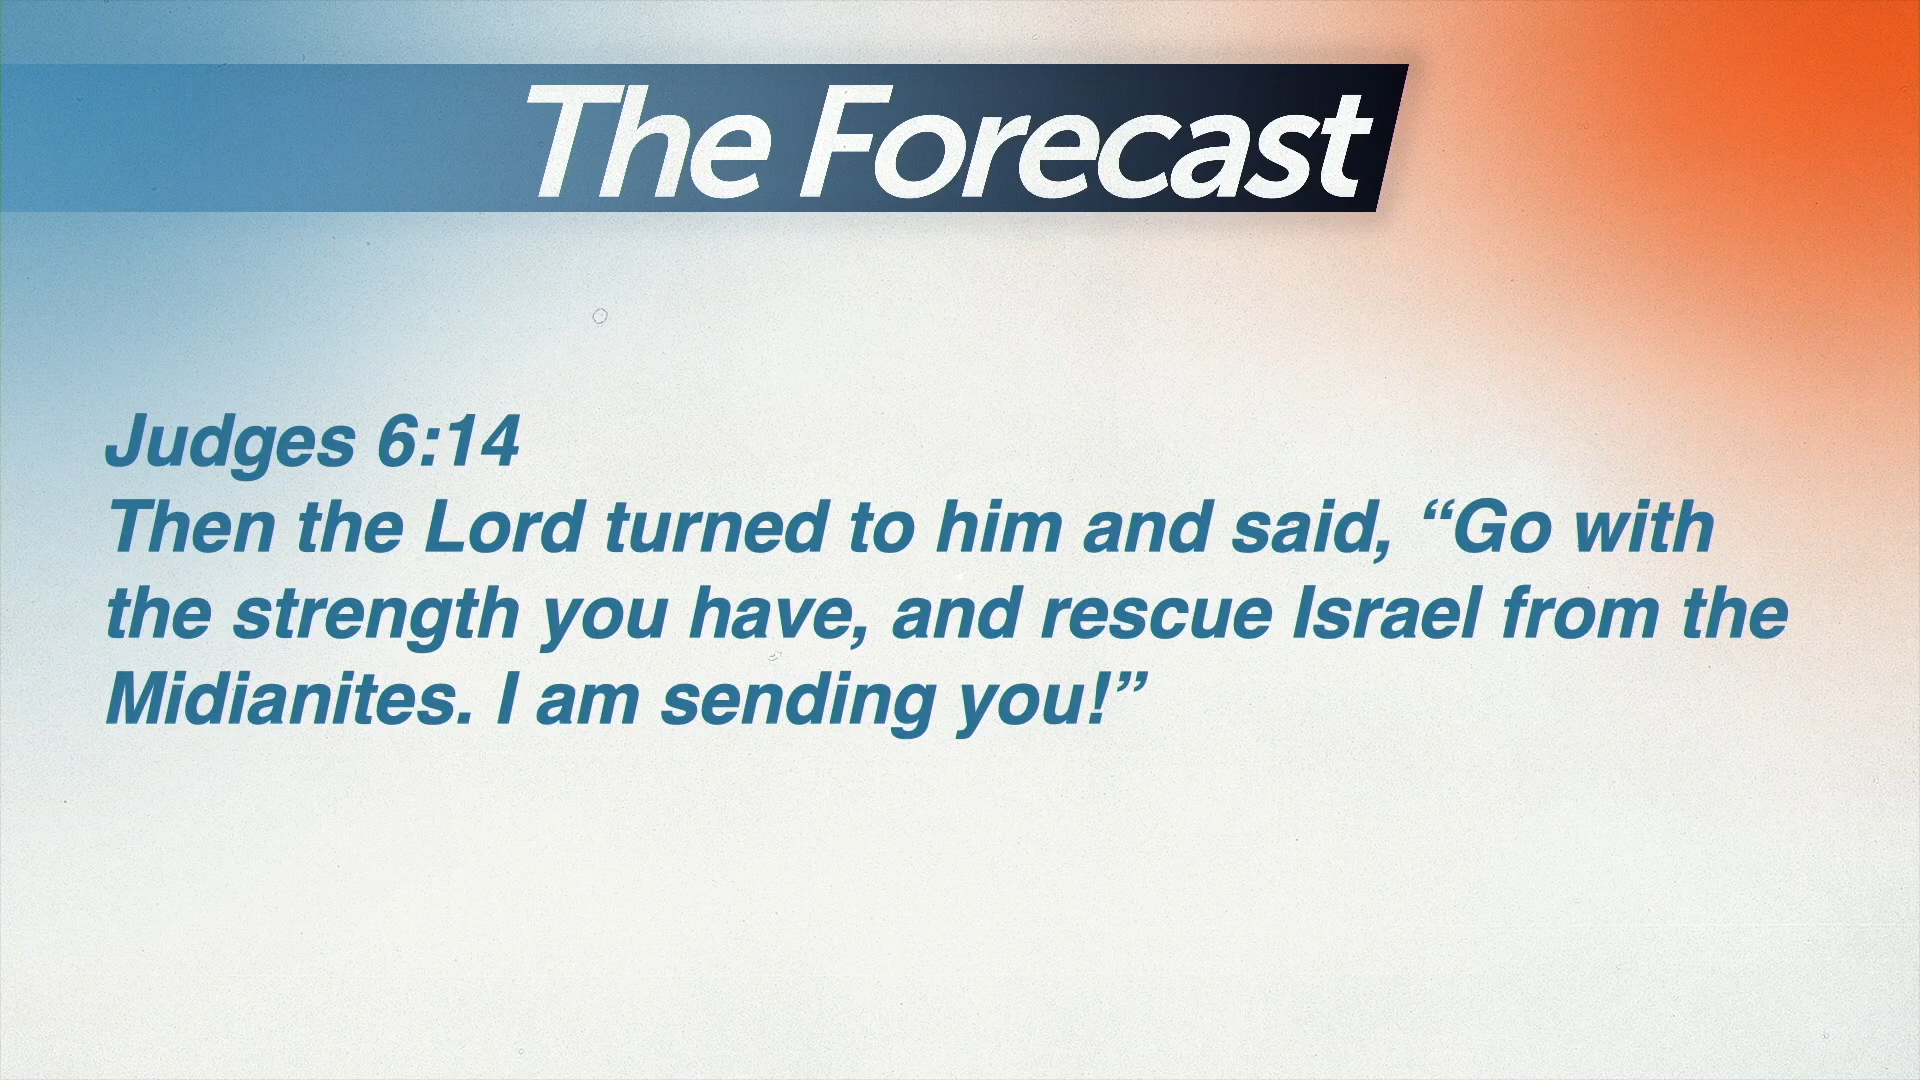 The Forecast
Judges 6:14
Then the Lord turned to him and said, “Go with
the strength you have, and rescue Israel from the
Midianites. I am sending you!”